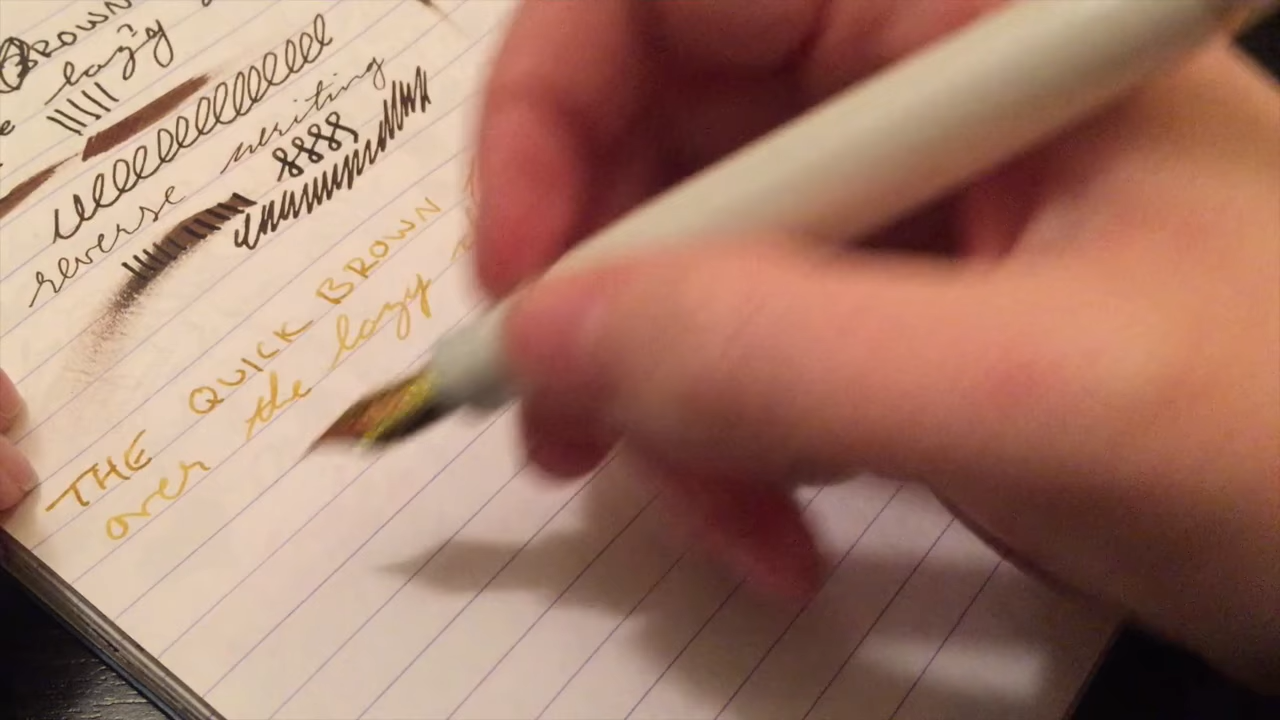 BROWN
lazy
reverse writing
THE QUICK BROWN
over the lazy